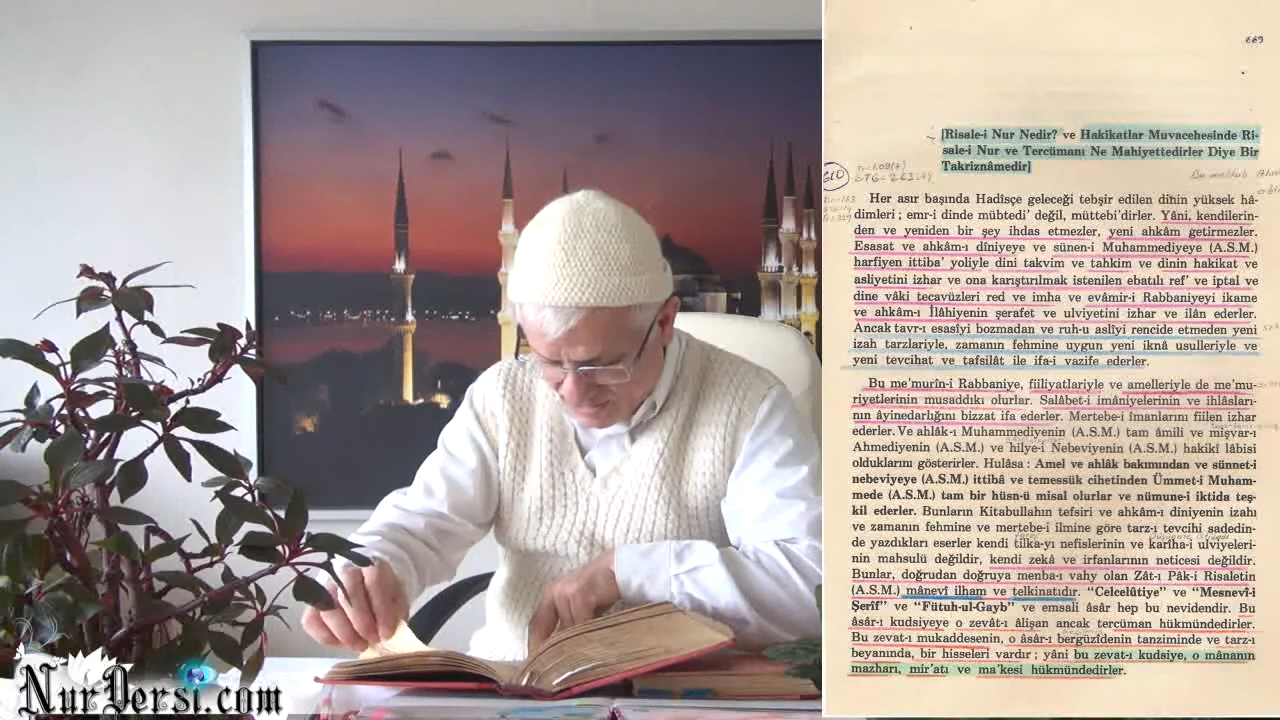 669
[Risale-i Nur Nedir? ve Hakikatlar Muvacehesinde Ri-
sale-i Nur ve Tercümanı Ne Mahiyettedirler Diye Bir
Takriznâmedir]
Her asır başında Hadîsçe geleceği tebşir edilen dînin yüksek hâ-
dimleri; emr-i dinde mübtedi' değil, müttebi'dirler. Yâni, kendilerin-
den ve yeniden bir şey ihdas etmezler, yeni ahkâm getirmezler.
Esasat ve ahkâm-ı dîniyeye ve sünen-i Muhammediyeye (A.S.M.)
harfiyen ittiba' yoliyle dini takvim ve tahkim ve dinin hakikat ve
asliyetini izhar ve ona karıştırılmak istenilen ebatılı ref' ve iptal ve
dine vâki tecavüzleri red ve imha ve evâmir-i Rabbaniyeyi ikame
ve ahkâm-ı İlâhiyenin şerafet ve ulviyetini izhar ve ilân ederler.
Ancak tavr-ı esasîyi bozmadan ve ruh-u aslîyi rencide etmeden yeni
izah tarzlariyle, zamanın fehmine uygun yeni iknâ usulleriyle ve
yeni tevcihat ve tafsilât ile ifa-i vazife ederler.
Bu me'murîn-i Rabbaniye, fiiliyatlariyle ve amelleriyle de me'mu-
riyetlerinin musaddıkı olurlar. Salâbet-i imâniyelerinin ve ihlâsları-
nın âyinedarlığını bizzat ifa ederler. Mertebe-i îmanlarını fiilen izhar
ederler. Ve ahlâk-ı Muhammediyenin (A.S.M.) tam âmili ve mişvar-ı
Ahmediyenin (A.S.M.) ve hilye-i Nebeviyenin (A.S.M.) hakikî lâbisi
olduklarını gösterirler. Hulâsa: Amel ve ahlâk bakımından ve sünnet-i
nebeviyeye (A.S.M.) ittibâ ve temessük cihetinden Ümmet-i Muham-
mede (A.S.M.) tam bir hüsn-ü misal olurlar ve nümune-i iktida teş-
kil ederler. Bunların Kitabullahın tefsiri ve ahkâm-ı diniyenin izahı
ve zamanın fehmine ve mertebe-i ilmine göre tarz-ı tevcihi sadedin-
de yazdıkları eserler kendi tilka-yı nefislerinin ve kariha-i ulviyeleri-
nin mahsulü değildir, kendi zekâ ve irfanlarının neticesi değildir.
Bunlar, doğrudan doğruya menba-ı vahy olan Zât-ı Pâk-i Risaletin
(A.S.M.) mânevî ilham ve telkinatıdır. "Celcelûtiye" ve "Mesnevî-i
Şerîf" ve "Fütuh-ul-Gayb" ve emsali âsâr hep bu nevidendir. Bu
âsâr-ı kudsiyeye o zevât-ı âlişan ancak tercüman hükmündedirler.
Bu zevat-ı mukaddesenin, o âsâr-ı bergüzîdenin tanziminde ve tarz-ı
beyanında, bir hisseleri vardır; yâni bu zevat-ı kudsiye, o mânanın
mazharı, mir'atı ve ma'kesi hükmündedirler.
NurDersi.com